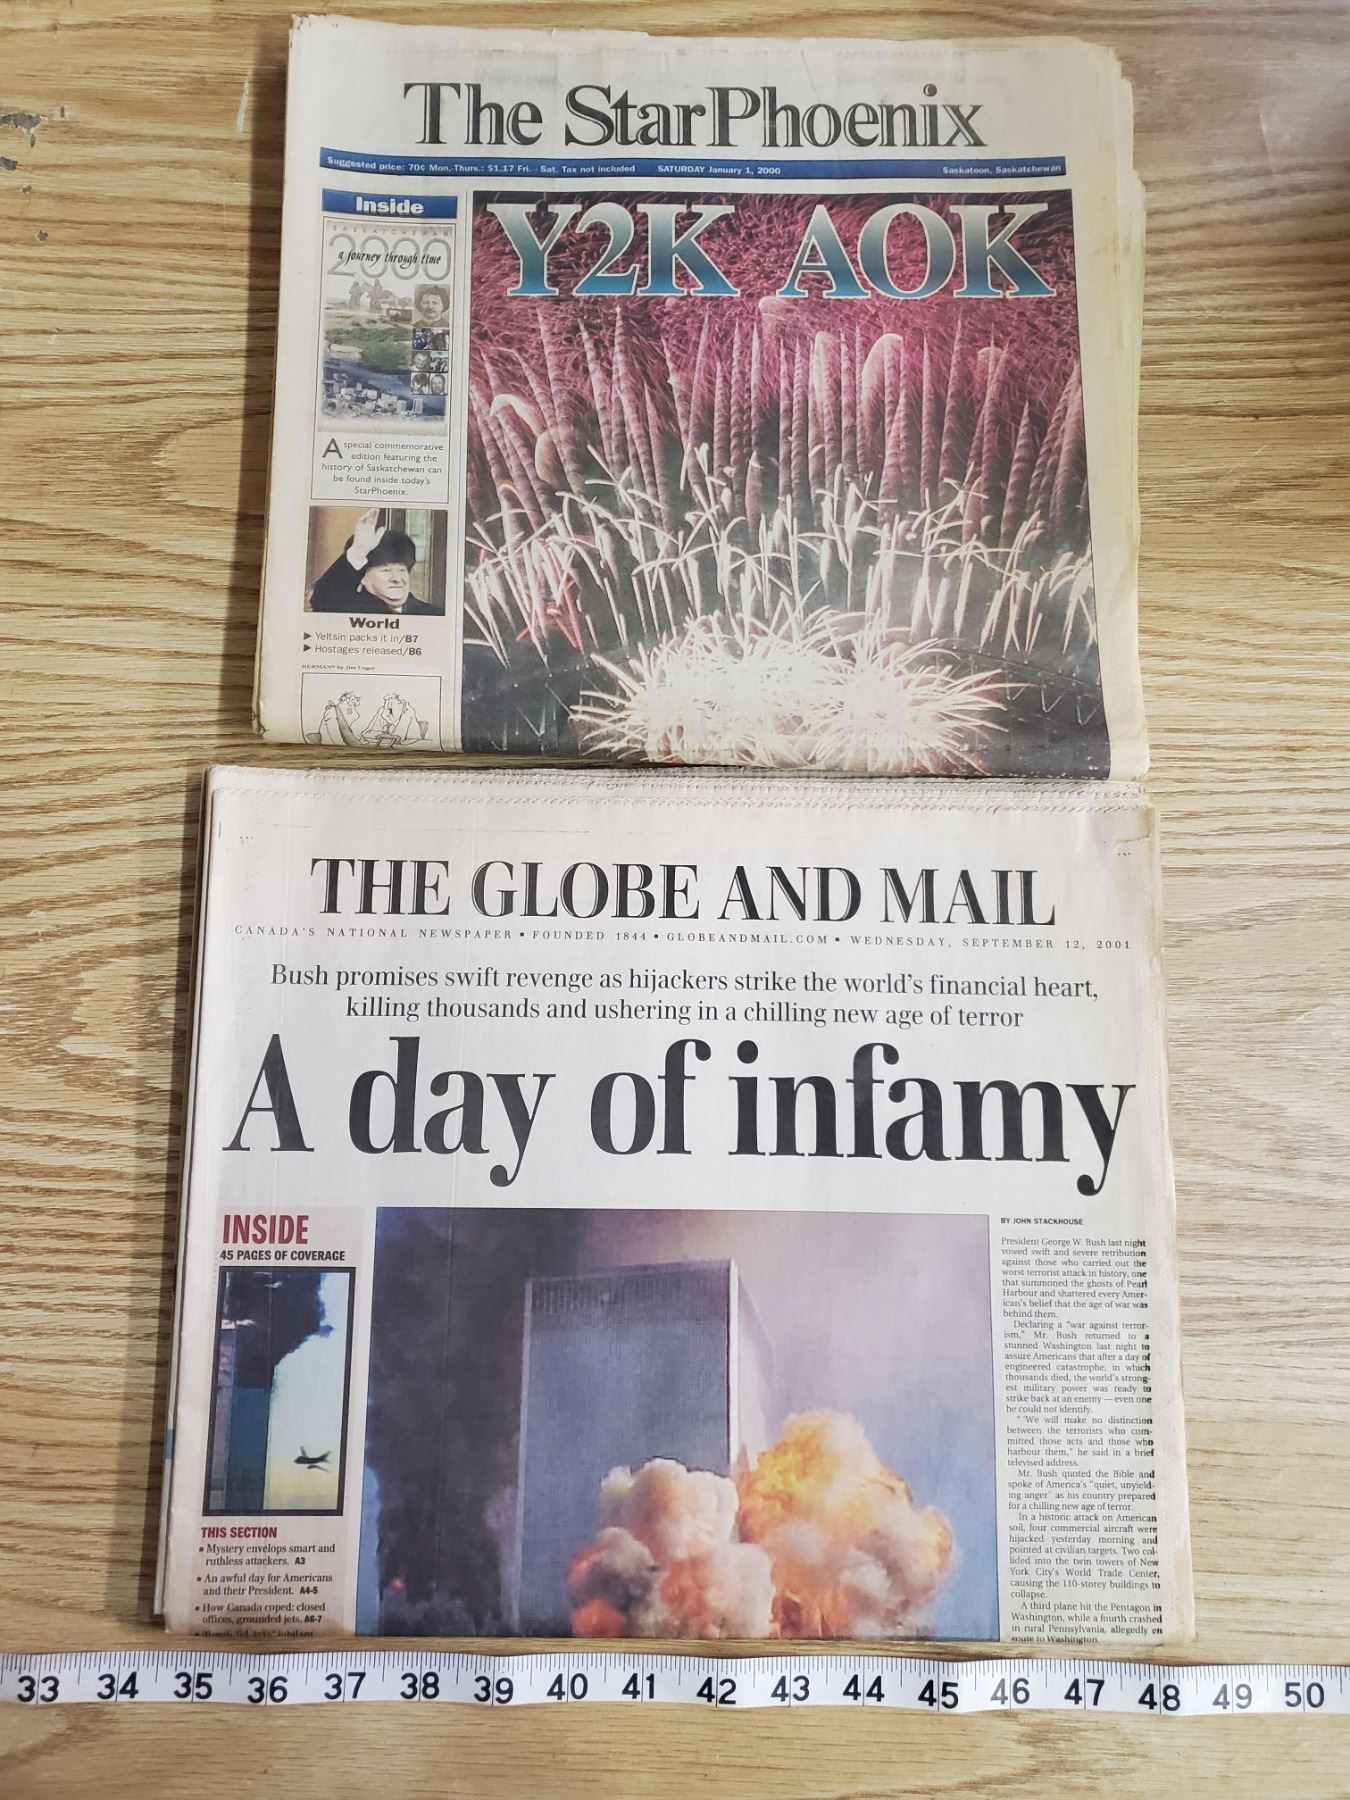 The StarPhoenix
Suggested price: 70¢ Mon.-Thurs.: $1.17 Fri. - Sat. Tax not included SATURDAY January 1, 2000 Saskatoon, Saskatchewan
Inside
SASKATCHEWAN
2000
a journey through time
A special commemorative
edition featuring the
history of Saskatchewan can
be found inside today's
StarPhoenix.
Y2K AOK
World
▶ Yeltsin packs it in/B7
▶ Hostages released/B6
HERMAN® by Jim Unger
THE GLOBE AND MAIL
CANADA'S NATIONAL NEWSPAPER ▪ FOUNDED 1844 ▪ GLOBEANDMAIL.COM ▪ WEDNESDAY, SEPTEMBER 12, 2001
Bush promises swift revenge as hijackers strike the world's financial heart,
killing thousands and ushering in a chilling new age of terror
A day of infamy
INSIDE
45 PAGES OF COVERAGE
THIS SECTION
▪ Mystery envelops smart and
ruthless attackers. A3
▪ An awful day for Americans
and their President. A4-5
▪ How Canada coped: closed
offices, grounded jets. A6-7
BY JOHN STACKHOUSE
President George W. Bush last night
vowed swift and severe retribution
against those who carried out the
worst terrorist attack in history, one
that summoned the ghosts of Pearl
Harbour and shattered every Amer-
ican's belief that the age of war was
behind them.
Declaring a "war against terror-
ism," Mr. Bush returned to a
stunned Washington last night to
assure Americans that after a day of
engineered catastrophe, in which
thousands died, the world's strong-
est military power was ready to
strike back at an enemy — even one
he could not identify.
"We will make no distinction
between the terrorists who com-
mitted those acts and those who
harbour them," he said in a brief
televised address.
Mr. Bush quoted the Bible and
spoke of America's "quiet, unyield-
ing anger" as his country prepared
for a chilling new age of terror.
In a historic attack on American
soil, four commercial aircraft were
hijacked yesterday morning and
pointed at civilian targets. Two col-
lided into the twin towers of New
York City's World Trade Center,
causing the 110-storey buildings to
collapse.
A third plane hit the Pentagon in
Washington, while a fourth crashed
in rural Pennsylvania, allegedly en
route to Washington.
33 34 35 36 37 38 39 40 41 42 43 44 45 46 47 48 49 50